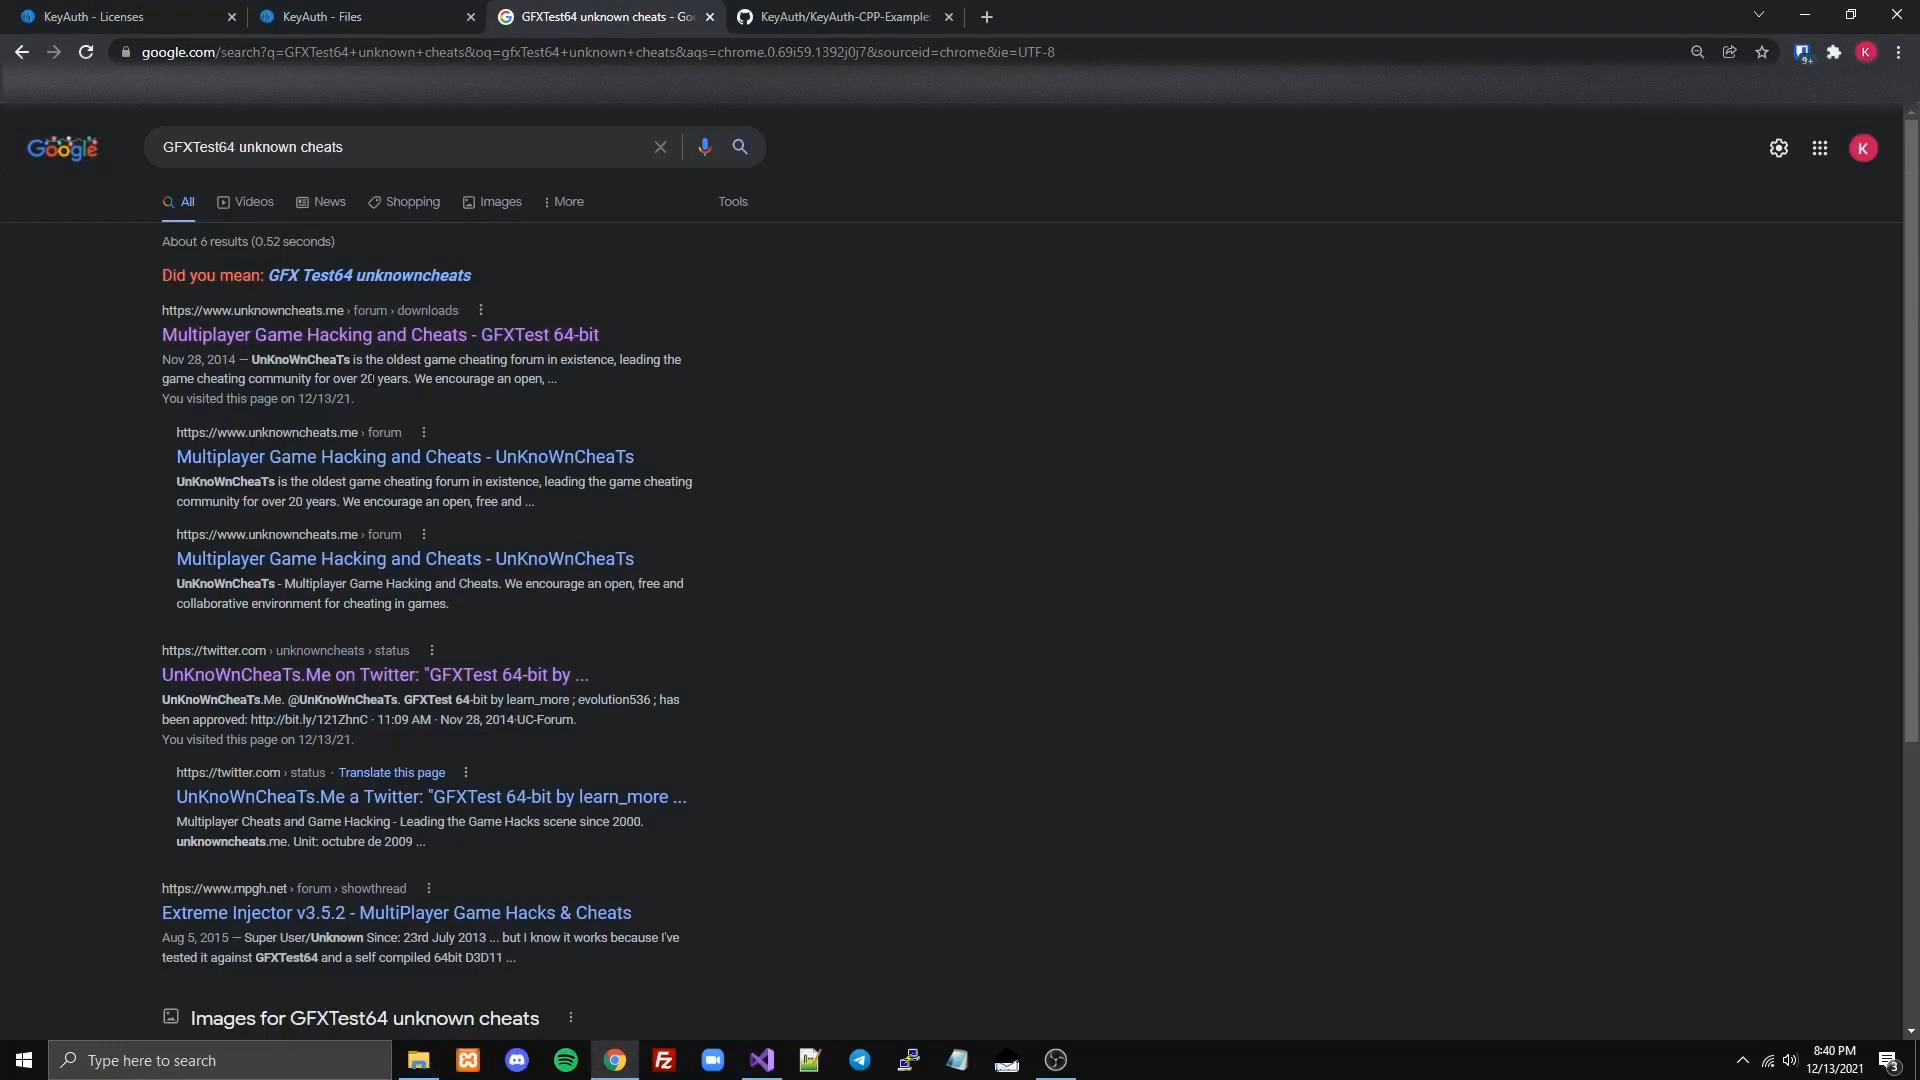 KeyAuth - Licenses
KeyAuth - Files
GFXTest64 unknown cheats - Goo
KeyAuth/KeyAuth-CPP-Example:
google.com/search?q=GFXTest64+unknown+cheats&oq=gfxTest64+unknown+cheats&aqs=chrome.0.69i59.1392j0j7&sourceid=chrome&ie=UTF-8
9+
K
Google
GFXTest64 unknown cheats
K
All
Videos
News
Shopping
Images
More
Tools
About 6 results (0.52 seconds)
Did you mean: GFX Test64 unknowncheats
https://www.unknowncheats.me › forum › downloads
Multiplayer Game Hacking and Cheats - GFXTest 64-bit
Nov 28, 2014 — UnKnoWnCheaTs is the oldest game cheating forum in existence, leading the
game cheating community for over 20 years. We encourage an open, ...
You visited this page on 12/13/21.
https://www.unknowncheats.me › forum
Multiplayer Game Hacking and Cheats - UnKnoWnCheaTs
UnKnoWnCheaTs is the oldest game cheating forum in existence, leading the game cheating
community for over 20 years. We encourage an open, free and ...
https://www.unknowncheats.me › forum
Multiplayer Game Hacking and Cheats - UnKnoWnCheaTs
UnKnoWnCheaTs - Multiplayer Game Hacking and Cheats. We encourage an open, free and
collaborative environment for cheating in games.
https://twitter.com › unknowncheats › status
UnKnoWnCheaTs.Me on Twitter: "GFXTest 64-bit by ...
UnKnoWnCheaTs.Me. @UnKnoWnCheaTs. GFXTest 64-bit by learn_more ; evolution536 ; has
been approved: http://bit.ly/121ZhnC · 11:09 AM · Nov 28, 2014·UC-Forum.
You visited this page on 12/13/21.
https://twitter.com › status · Translate this page
UnKnoWnCheaTs.Me a Twitter: "GFXTest 64-bit by learn_more ...
Multiplayer Cheats and Game Hacking - Leading the Game Hacks scene since 2000.
unknowncheats.me. Unit: octubre de 2009 ...
https://www.mpgh.net › forum › showthread
Extreme Injector v3.5.2 - MultiPlayer Game Hacks & Cheats
Aug 5, 2015 — Super User/Unknown Since: 23rd July 2013 ... but I know it works because I've
tested it against GFXTest64 and a self compiled 64bit D3D11 ...
Images for GFXTest64 unknown cheats
Type here to search
8:40 PM
12/13/2021
3